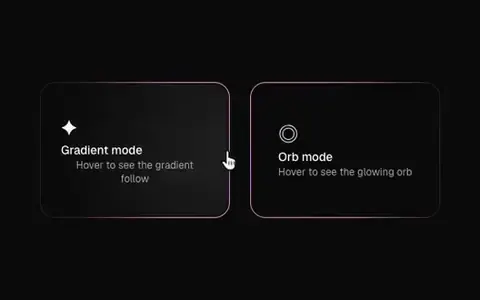 Gradient mode
Hover to see the gradient
follow
Orb mode
Hover to see the glowing orb